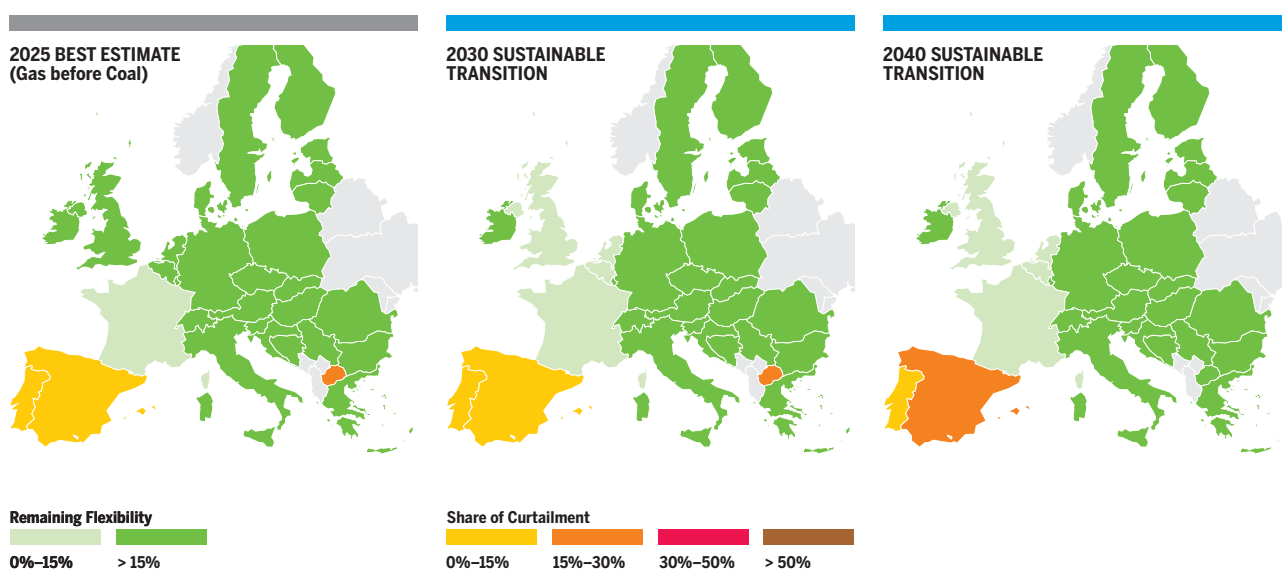 2025 BEST ESTIMATE
(Gas before Coal)
2030 SUSTAINABLE
TRANSITION
2040 SUSTAINABLE
TRANSITION
Remaining Flexibility
0%–15%
> 15%
Share of Curtailment
0%–15%
15%–30%
30%–50%
> 50%